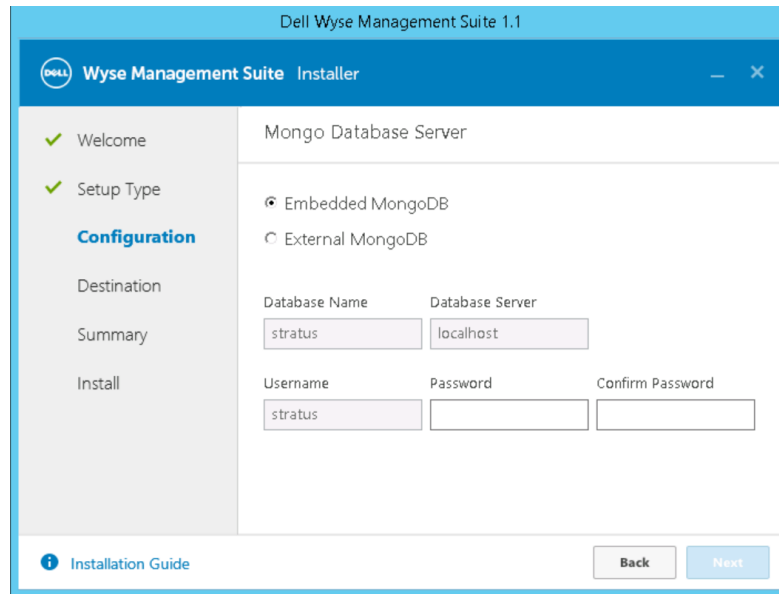 Dell Wyse Management Suite 1.1
DELL Wyse Management Suite Installer
Welcome
Setup Type
Configuration
Destination
Summary
Install
Mongo Database Server
Embedded MongoDB
External MongoDB
Database Name Database Server
stratus localhost
Username Password Confirm Password
stratus
Installation Guide
Back Next